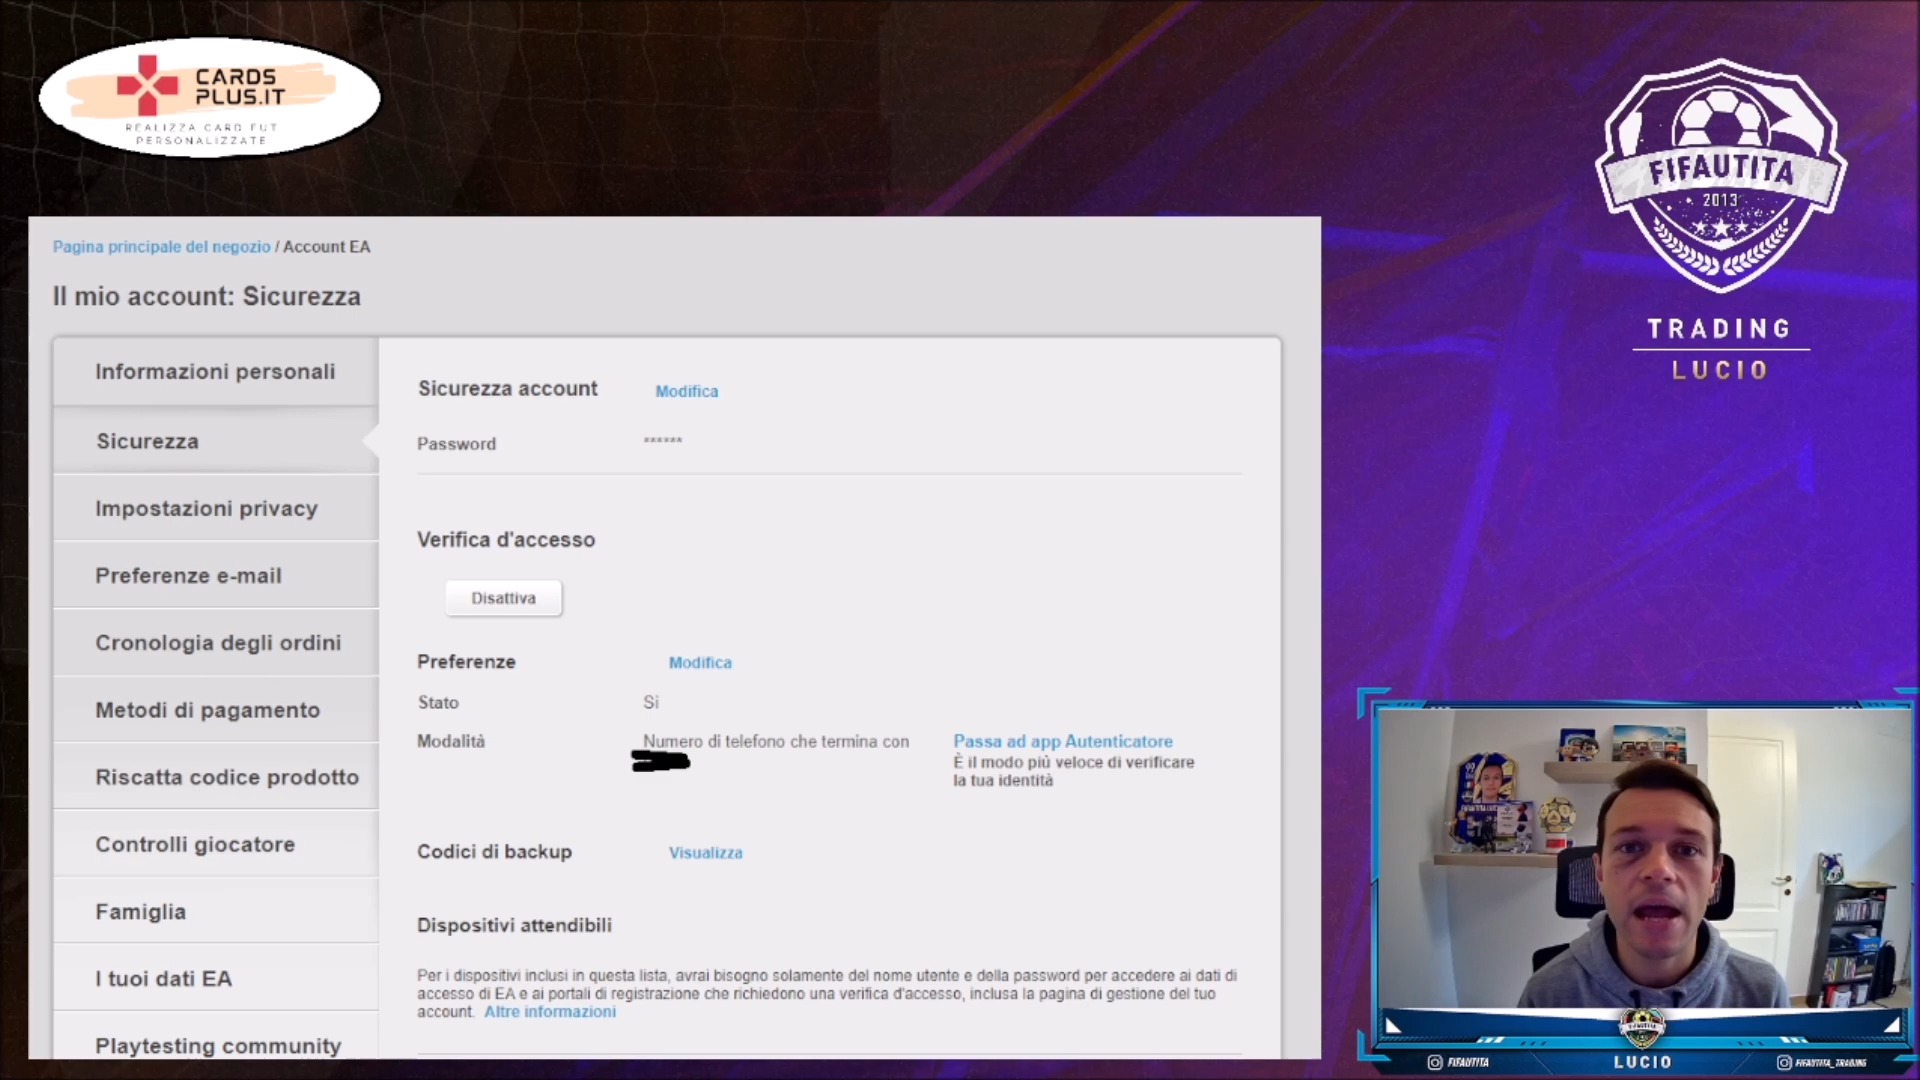 CARDS
PLUS.IT
REALIZZA CARD FUT
PERSONALIZZATE
FIFAUTITA
2013
TRADING
LUCIO
Pagina principale del negozio / Account EA
Il mio account: Sicurezza
Informazioni personali
Sicurezza
Impostazioni privacy
Preferenze e-mail
Cronologia degli ordini
Metodi di pagamento
Riscatta codice prodotto
Controlli giocatore
Famiglia
I tuoi dati EA
Playtesting community
Sicurezza account Modifica
Password ******
Verifica d'accesso
Disattiva
Preferenze Modifica
Stato Sì
Modalità Numero di telefono che termina con
Passa ad app Autenticatore
È il modo più veloce di verificare
la tua identità
Codici di backup Visualizza
Dispositivi attendibili
Per i dispositivi inclusi in questa lista, avrai bisogno solamente del nome utente e della password per accedere ai dati di
accesso di EA e ai portali di registrazione che richiedono una verifica d'accesso, inclusa la pagina di gestione del tuo
account. Altre informazioni
FIFAUTITA
LUCIO
FIFAUTITA_TRADING